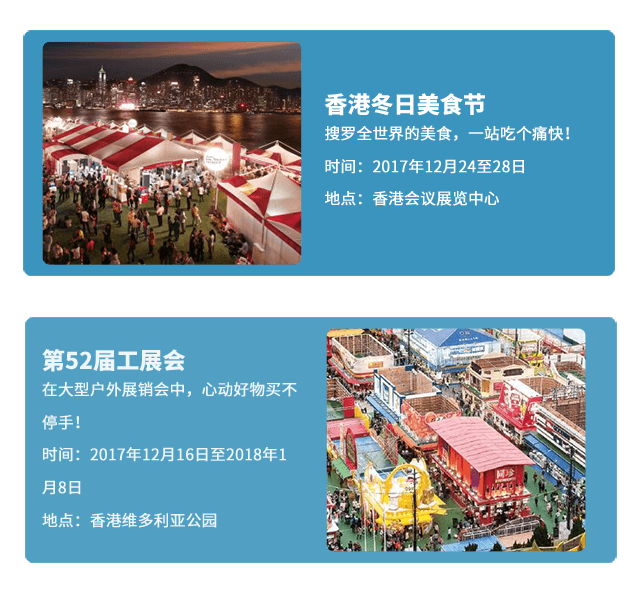 香港冬日美食节
搜罗全世界的美食，一站吃个痛快！
时间：2017年12月24至28日
地点：香港会议展览中心
第52届工展会
在大型户外展销会中，心动好物买不
停手！
时间：2017年12月16日至2018年1
月8日
地点：香港维多利亚公园